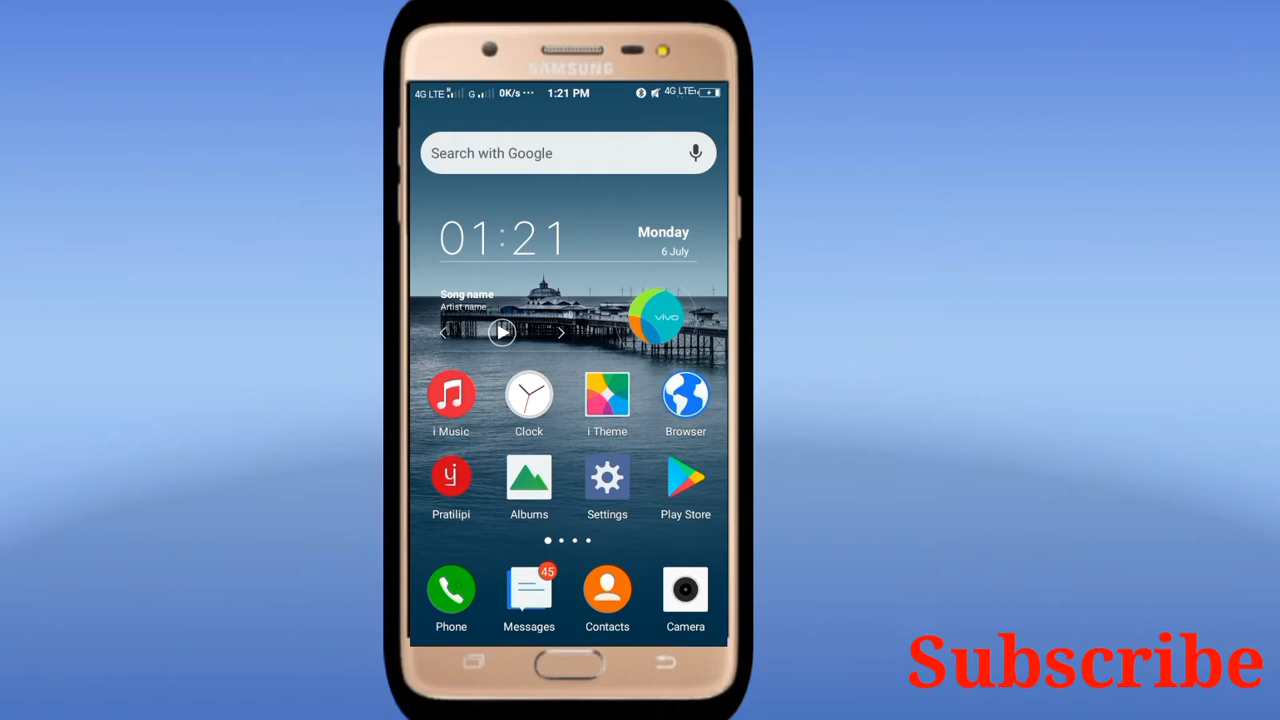 SAMSUNG
4G LTE R G 0K/s ··· 1:21 PM 4G LTE
Search with Google
01:21
Monday
6 July
Song name
Artist name
vivo
i Music
Clock
i Theme
Browser
Pratilipi
Albums
Settings
Play Store
45
Phone
Messages
Contacts
Camera
Subscribe